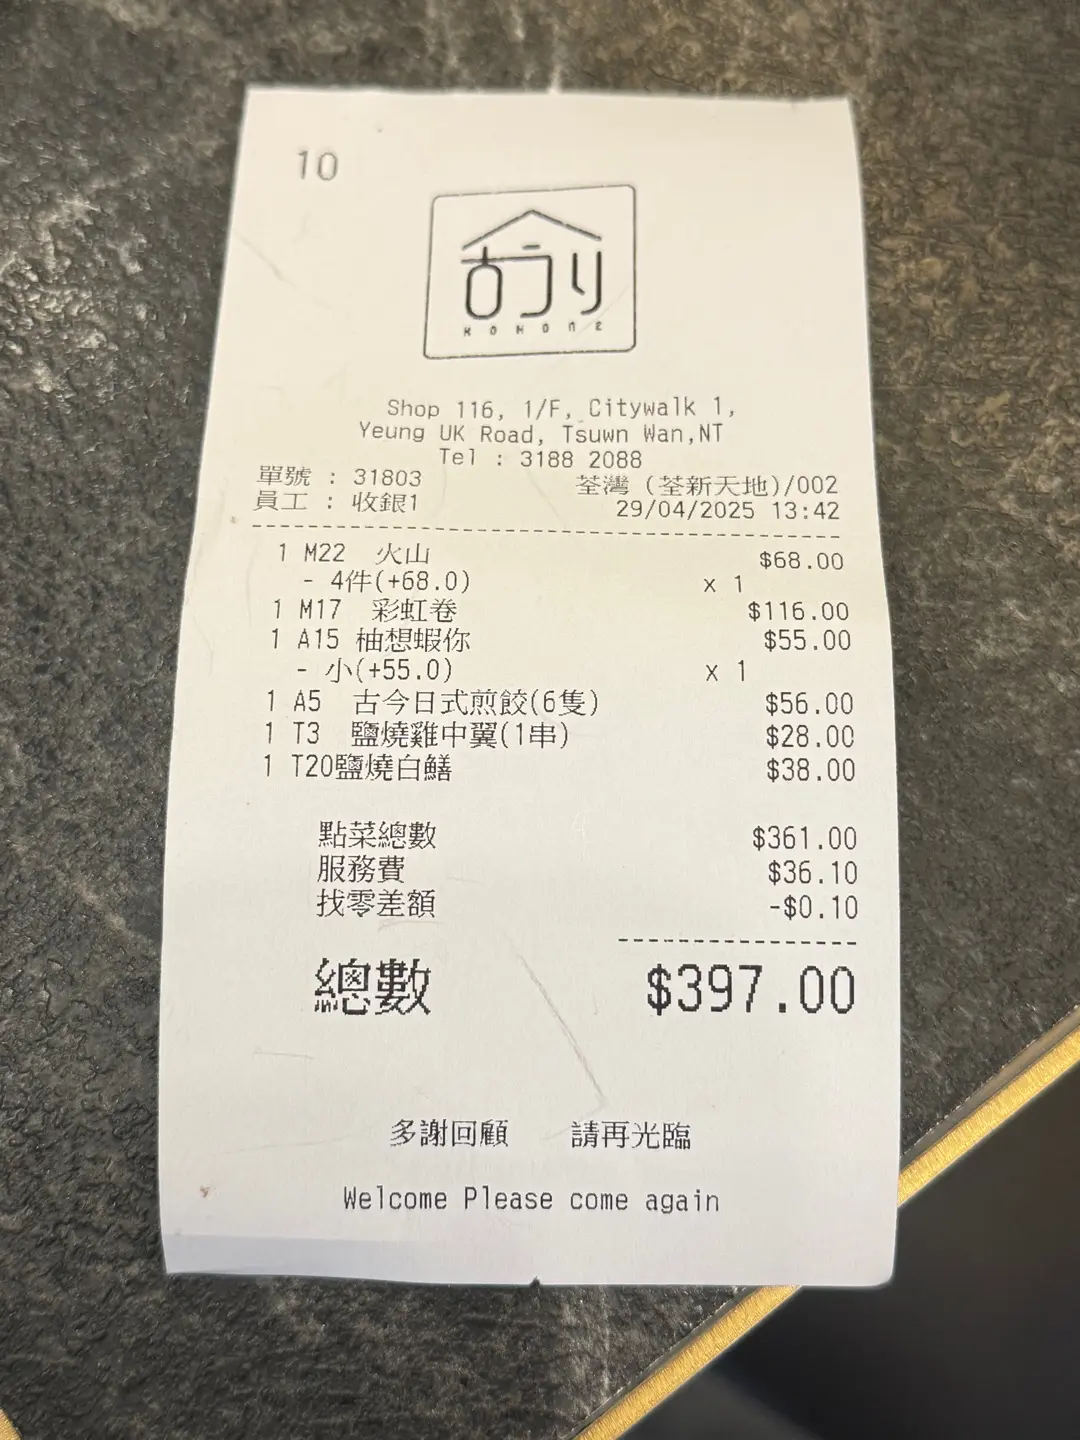 10
古今り
KOKONE
Shop 116, 1/F, Citywalk 1,
Yeung UK Road, Tsuwn Wan,NT
Tel : 3188 2088
單號 : 31803 荃灣 (荃新天地)/002
員工 : 收銀1 29/04/2025 13:42
1 M22 火山 $68.00
- 4件(+68.0) x 1
1 M17 彩虹卷 $116.00
1 A15 柚想蝦你 $55.00
- 小(+55.0) x 1
1 A5 古今日式煎餃(6隻) $56.00
1 T3 鹽燒雞中翼(1串) $28.00
1 T20鹽燒白鱔 $38.00
點菜總數 $361.00
服務費 $36.10
找零差額 -$0.10
總數 $397.00
多謝回顧 請再光臨
Welcome Please come again